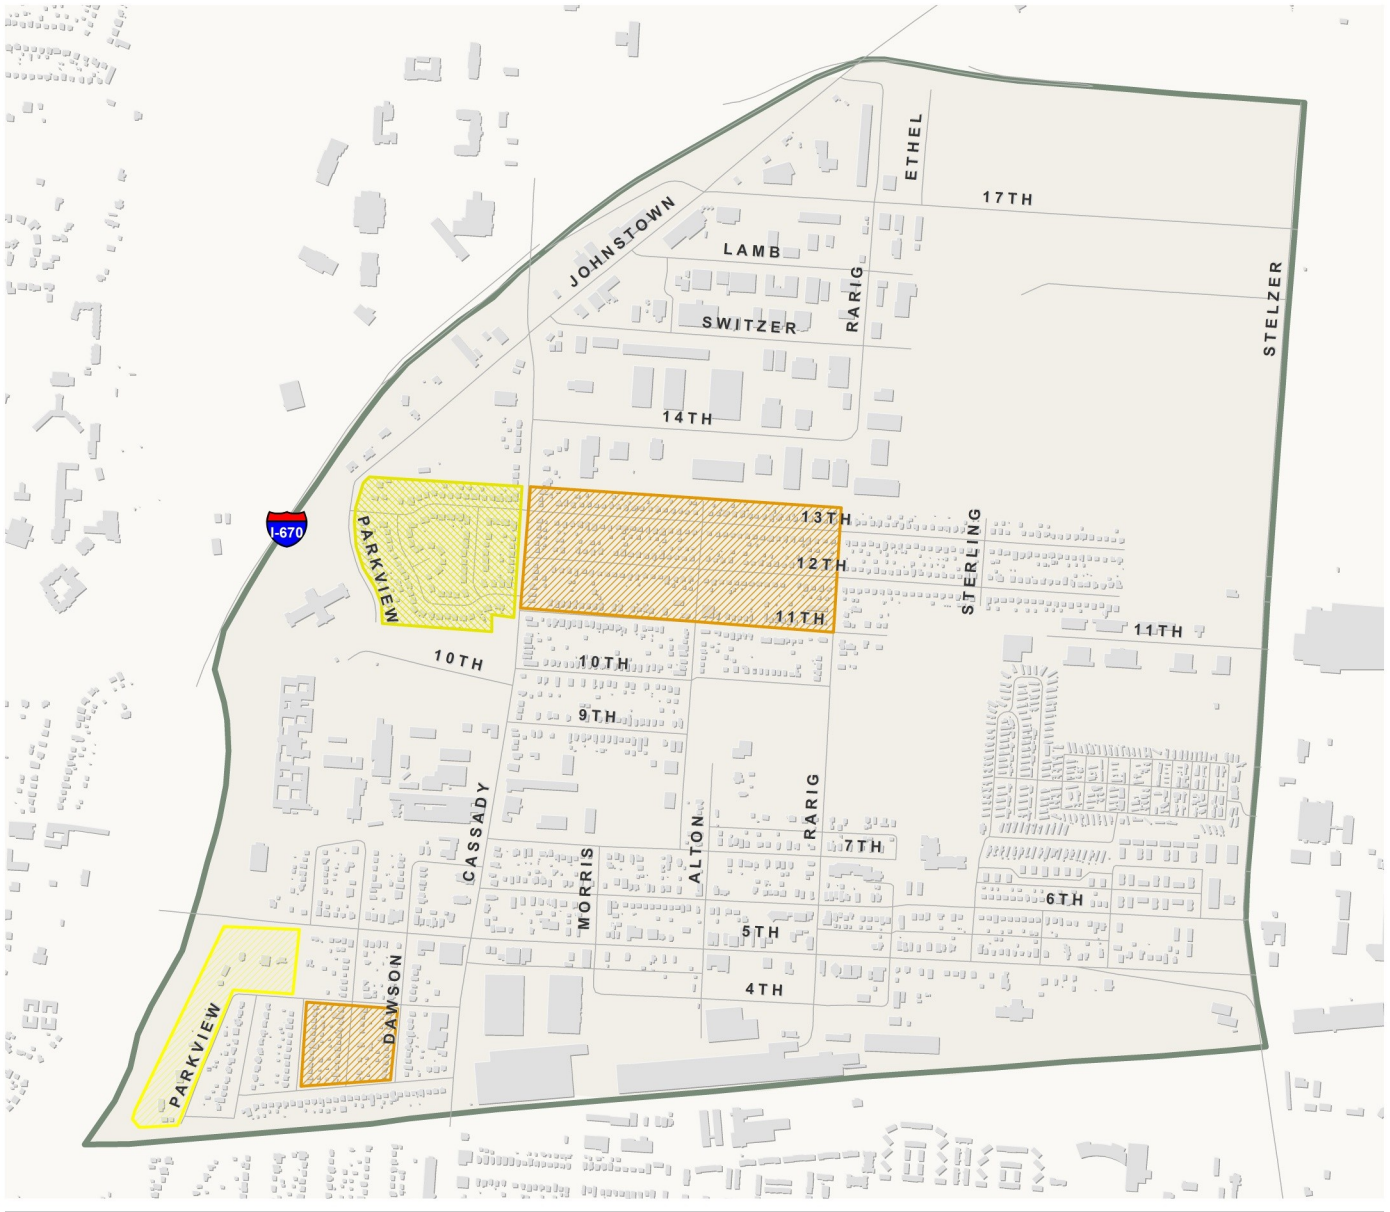 ETHEL
17TH
JOHNSTOWN
LAMB
STELZER
RARIG
SWITZER
14TH
I-670
13TH
PARKVIEW
STERLING
12TH
11TH
11TH
10TH
10TH
9TH
CASSADY
RARIG
ALTON
7TH
MORRIS
6TH
5TH
DAWSON
4TH
PARKVIEW